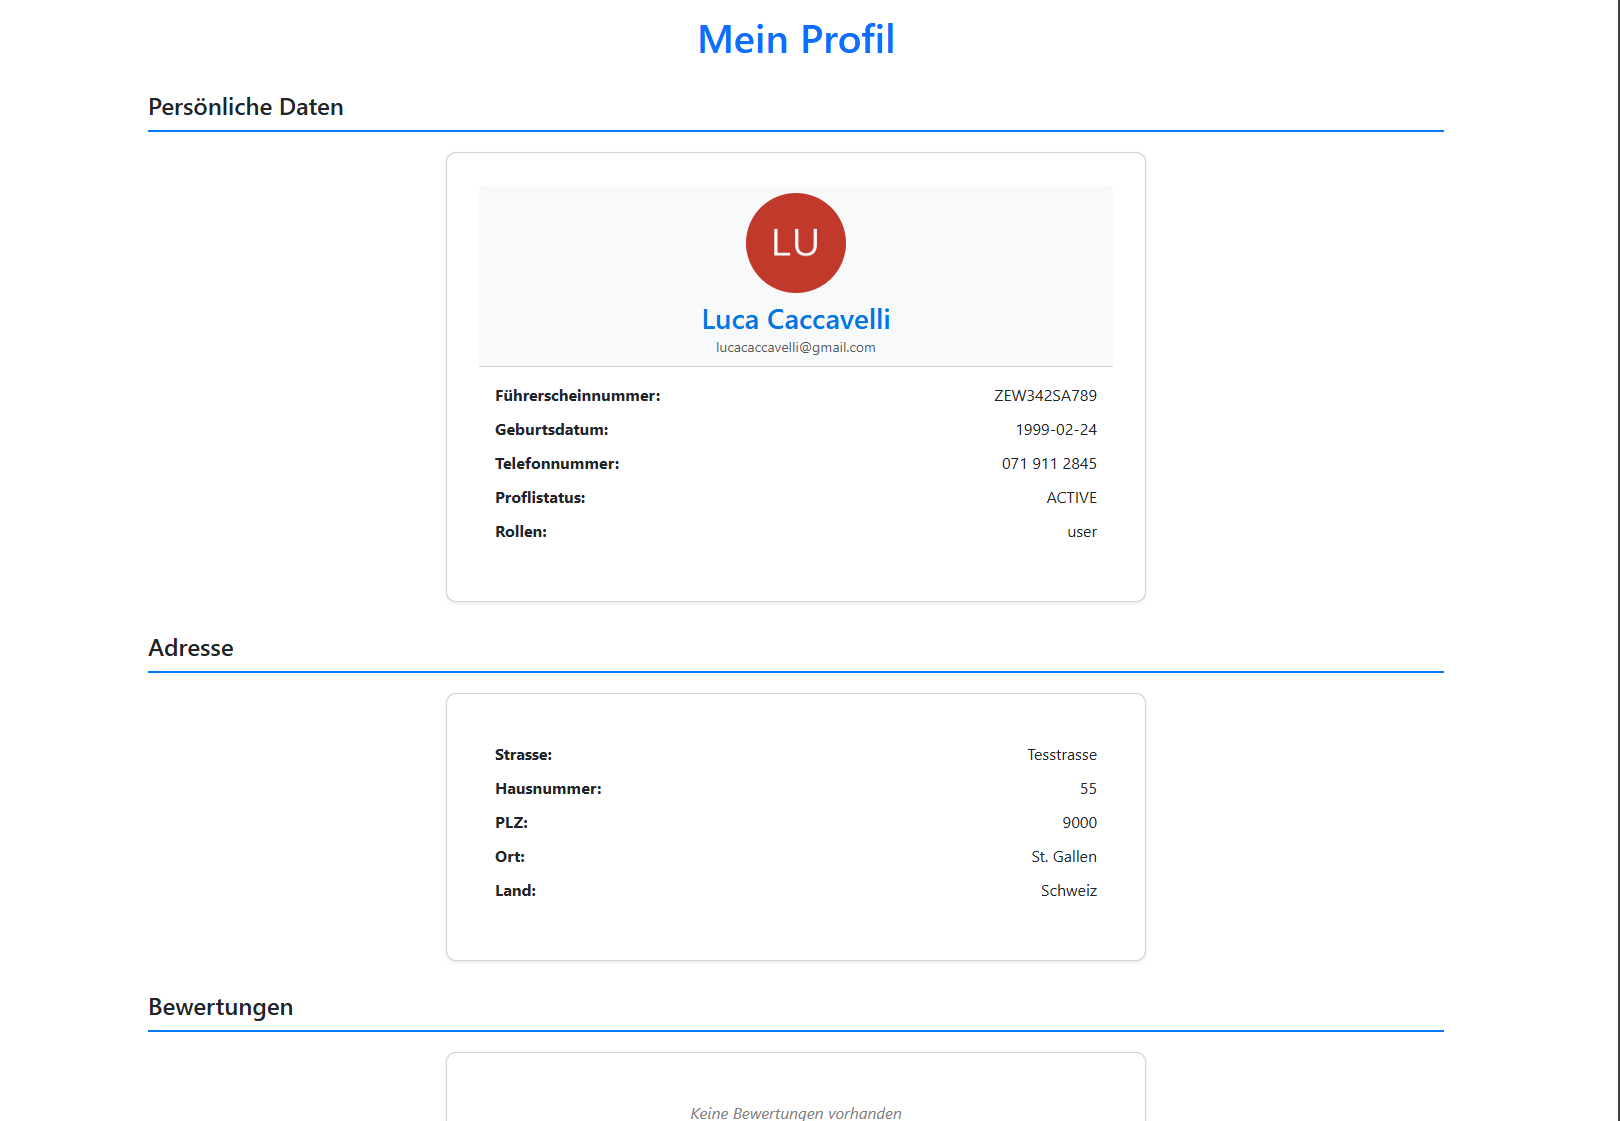 Mein Profil
Persönliche Daten
LU
Luca Caccavelli
lucacaccavelli@gmail.com
Führerscheinnummer: ZEW342SA789
Geburtsdatum: 1999-02-24
Telefonnummer: 071 911 2845
Proflistatus: ACTIVE
Rollen: user
Adresse
Strasse: Tesstrasse
Hausnummer: 55
PLZ: 9000
Ort: St. Gallen
Land: Schweiz
Bewertungen
Keine Bewertungen vorhanden